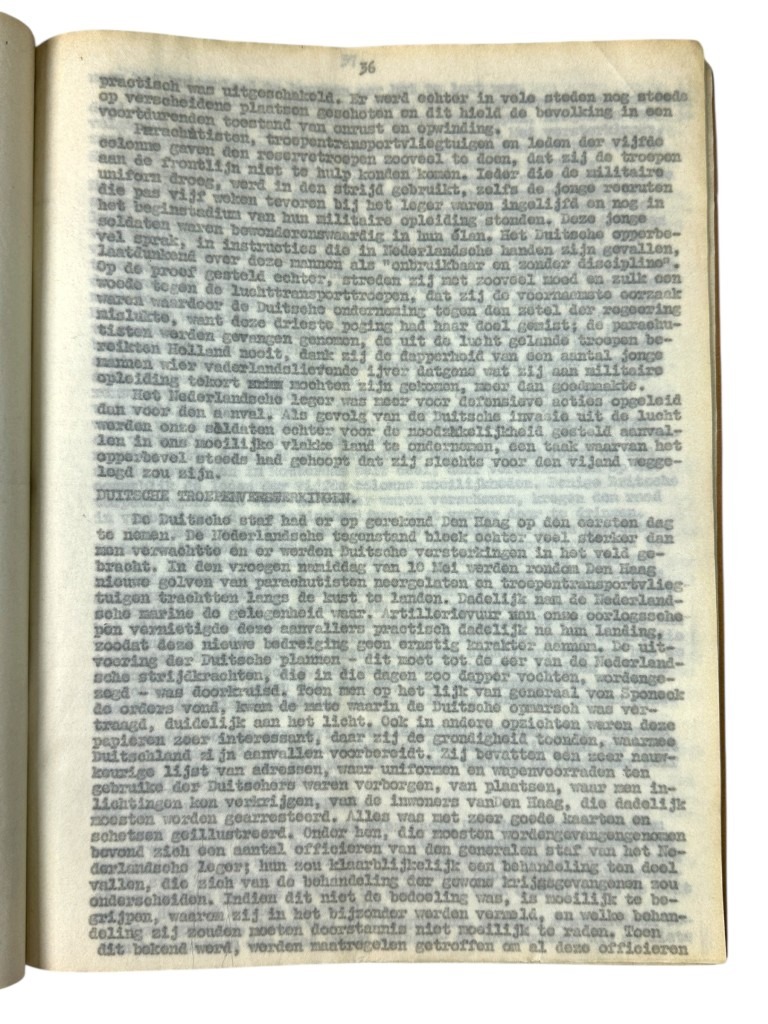 36
practisch was uitgeschakeld. Er werd echter in vele steden nog steeds
op verscheidene plaatsen geschoten en dit hield de bevolking in een
voortdurenden toestand van onrust en opwinding.
Parachutisten, troepentransportvliegtuigen en leden der vijfde
colonne gaven den reservetroepen zooveel te doen, dat zij de troepen
aan de frontlijn niet te hulp konden komen. Ieder die de militaire
uniform droeg, werd in den strijd gebruikt, zelfs de jonge recruten
die pas vijf weken tevoren bij het leger waren ingelijfd en nog in
het beginstadium van hun militaire opleiding stonden. Deze jonge
soldaten waren bewonderenswaardig in hun élan. Het Duitsche opperbe-
vel sprak, in instructies die in Nederlandsche handen zijn gevallen,
laatdunkend over deze mannen als "onbruikbaar en zonder discipline".
Op de proef gesteld echter, streden zij met zooveel moed en zulk een
woede tegen de luchttransporttroepen, dat zij de voornaamste oorzaak
waren waardoor de Duitsche onderneming tegen den zetel der regeering
mislukte, want deze drieste poging had haar doel gemist; de parachu-
tisten werden gevangen genomen, de uit de lucht gelande troepen be-
reikten Holland nooit, dank zij de dapperheid van een aantal jonge
mannen wier vaderlandslievende ijver datgene wat zij aan militaire
opleiding tekort mochten zijn gekomen, meer dan goedmaakte.
Het Nederlandsche leger was meer voor defensieve acties opgeleid
dan voor den aanval. Als gevolg van de Duitsche invasie uit de lucht
werden onze soldaten echter voor de noodzakelijkheid gesteld aanval-
len in ons moeilijke vlakke land te ondernemen, een taak waarvan het
opperbevel steeds had gehoopt dat zij slechts voor den vijand wegge-
legd zou zijn.
DUITSCHE TROEPENVERSTERKINGEN.
De Duitsche staf had er op gerekend Den Haag op den eersten dag
te nemen. De Nederlandsche tegenstand bleek echter veel sterker dan
men verwachtte en er werden Duitsche versterkingen in het veld ge-
bracht. In den vroegen namiddag van 10 Mei werden rondom Den Haag
nieuwe golven van parachutisten neergelaten en troepentransportvlieg-
tuigen trachtten langs de kust te landen. Dadelijk nam de Nederland-
sche marine de gelegenheid waar. Artillerievuur van onze oorlogssche
pen vernietigde deze aanvallers practisch dadelijk na hun landing,
zoodat deze nieuwe bedreiging geen ernstig karakter aannam. De uit-
voering der Duitsche plannen - dit moet tot de eer van de Nederland-
sche strijdkrachten, die in die dagen zoo dapper vochten, wordenge-
zegd - was doorkruisd. Toen men op het lijk van generaal von Sponeck
de orders vond, kwam de mate waarin de Duitsche opmarsch was ver-
traagd, duidelijk aan het licht. Ook in andere opzichten waren deze
papieren zeer interessant, daar zij de grondigheid toonden, waarmee
Duitschland zijn aanvallen voorbereidt. Zij bevatten een zeer nauw-
keurige lijst van adressen, waar uniformen en wapenvoorraden ten
gebruike der Duitschers waren verborgen, van plaatsen, waar men in-
lichtingen kon verkrijgen, van de inwoners vanDen Haag, die dadelijk
moesten worden gearresteerd. Alles was met zeer goede kaarten en
schetsen geillustreerd. Onder hen, die moesten wordengevangengenomen
bevond zich een aantal officieren van den generalen staf van het Ne-
derlandsche leger; hun zou klaarblijkelijk een behandeling ten deel
vallen, die zich van de behandeling der gewone krijgsgevangenen zou
onderscheiden. Indien dit niet de bedoeling was, is moeilijk te be-
grijpen, waarom zij in het bijzonder werden vermeld, en welke behan-
deling zij zouden moeten doorstaanis niet moeilijk te raden. Toen
dit bekend werd, werden maatregelen getroffen om al deze officieren